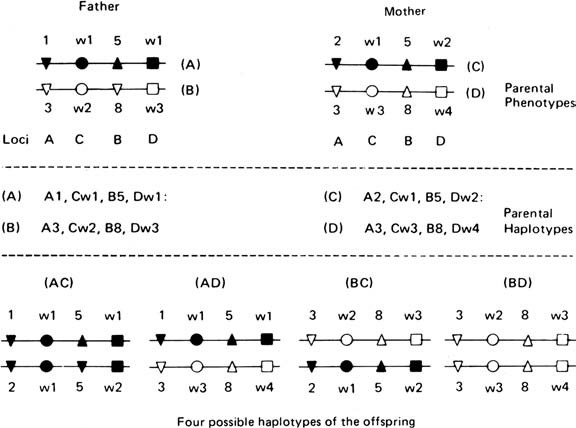 Father Mother
1 w1 5 w1 2 w1 5 w2
(A) (C)
(B) (D) Parental
3 w2 8 w3 3 w3 8 w4 Phenotypes
Loci A C B D A C B D
(A) A1, Cw1, B5, Dw1: (C) A2, Cw1, B5, Dw2:
Parental
(B) A3, Cw2, B8, Dw3 (D) A3, Cw3, B8, Dw4 Haplotypes
(AC) (AD) (BC) (BD)
1 w1 5 w1 1 w1 5 w1 3 w2 8 w3 3 w2 8 w3
2 w1 5 w2 3 w3 8 w4 2 w1 5 w2 3 w3 8 w4
Four possible haplotypes of the offspring